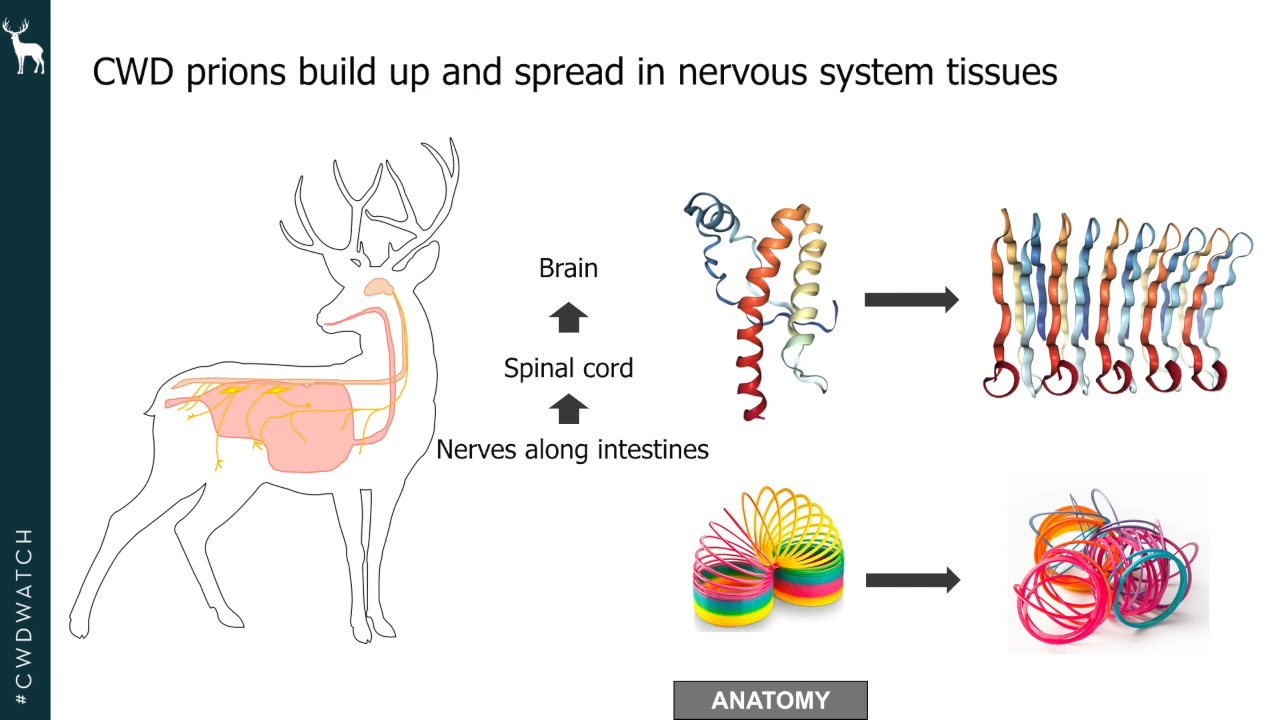 CWD prions build up and spread in nervous system tissues
Brain
Spinal cord
Nerves along intestines
ANATOMY
#CWDWATCH